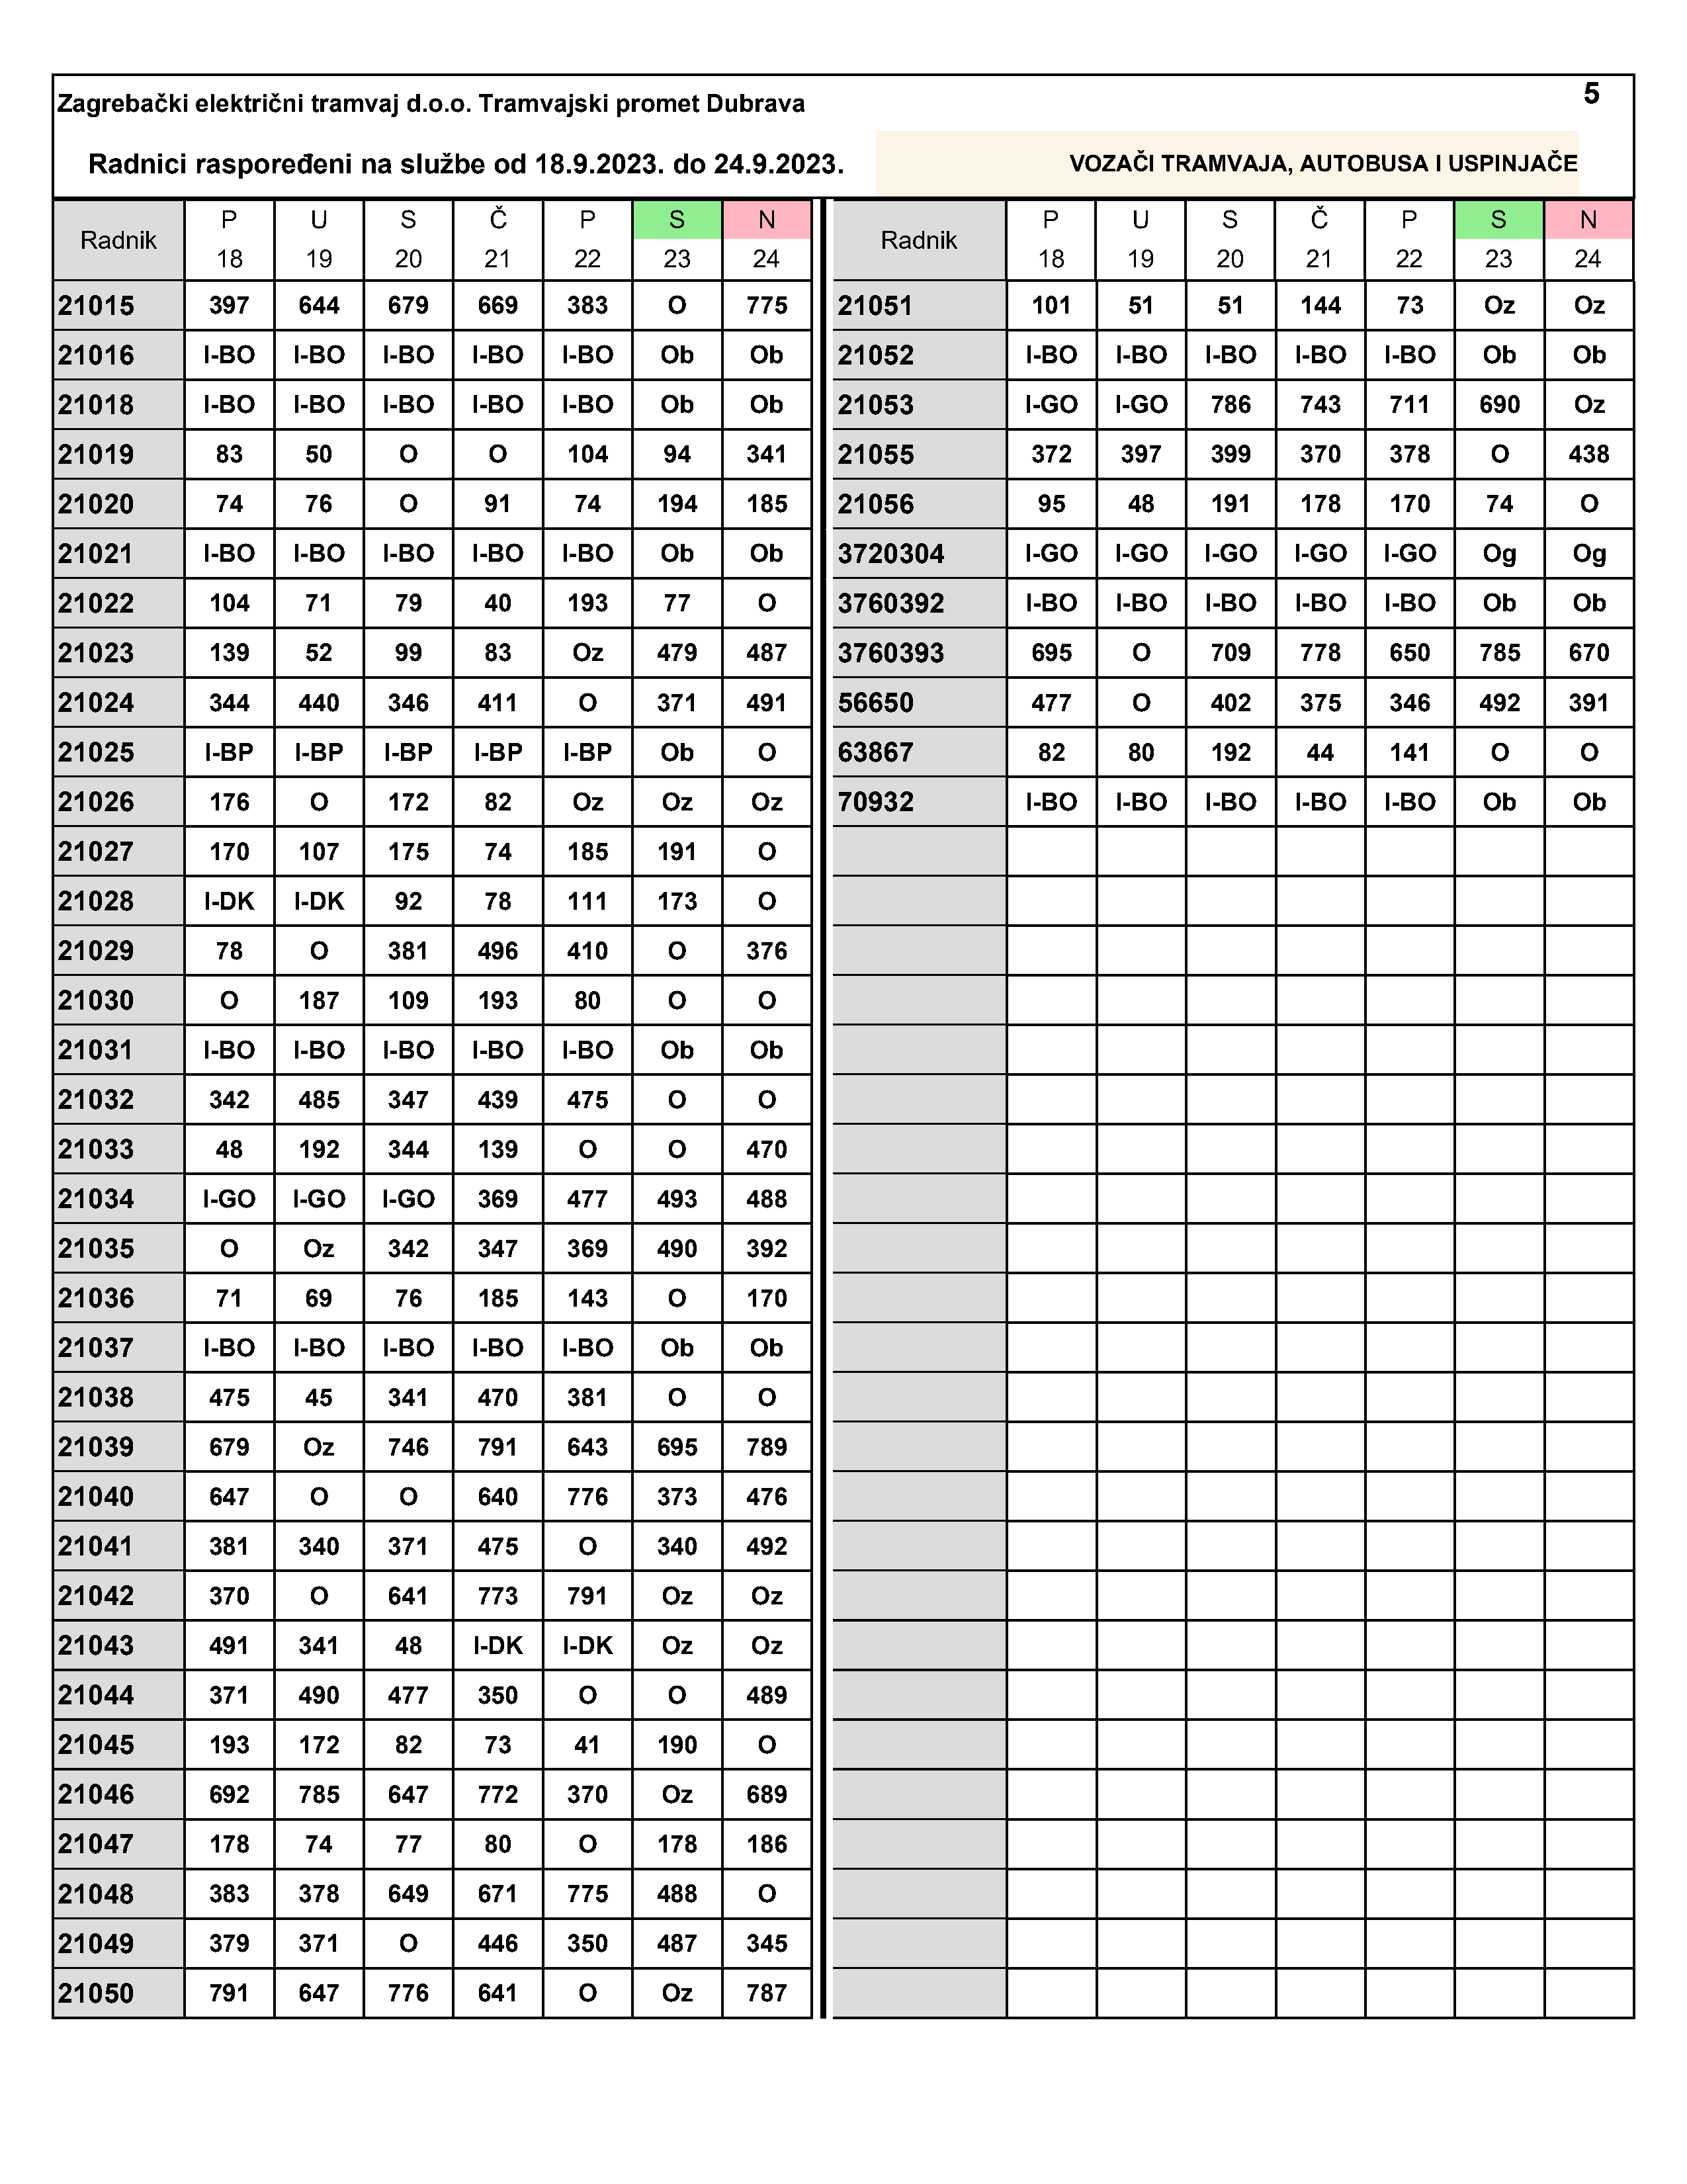 5
Zagrebački električni tramvaj d.o.o. Tramvajski promet Dubrava
Radnici raspoređeni na službe od 18.9.2023. do 24.9.2023. VOZAČI TRAMVAJA, AUTOBUSA I USPINJAČE
Radnik P U S Č P S N
18 19 20 21 22 23 24
21015 397 644 679 669 383 O 775
21016 I-BO I-BO I-BO I-BO I-BO Ob Ob
21018 I-BO I-BO I-BO I-BO I-BO Ob Ob
21019 83 50 O O 104 94 341
21020 74 76 O 91 74 194 185
21021 I-BO I-BO I-BO I-BO I-BO Ob Ob
21022 104 71 79 40 193 77 O
21023 139 52 99 83 Oz 479 487
21024 344 440 346 411 O 371 491
21025 I-BP I-BP I-BP I-BP I-BP Ob O
21026 176 O 172 82 Oz Oz Oz
21027 170 107 175 74 185 191 O
21028 I-DK I-DK 92 78 111 173 O
21029 78 O 381 496 410 O 376
21030 O 187 109 193 80 O O
21031 I-BO I-BO I-BO I-BO I-BO Ob Ob
21032 342 485 347 439 475 O O
21033 48 192 344 139 O O 470
21034 I-GO I-GO I-GO 369 477 493 488
21035 O Oz 342 347 369 490 392
21036 71 69 76 185 143 O 170
21037 I-BO I-BO I-BO I-BO I-BO Ob Ob
21038 475 45 341 470 381 O O
21039 679 Oz 746 791 643 695 789
21040 647 O O 640 776 373 476
21041 381 340 371 475 O 340 492
21042 370 O 641 773 791 Oz Oz
21043 491 341 48 I-DK I-DK Oz Oz
21044 371 490 477 350 O O 489
21045 193 172 82 73 41 190 O
21046 692 785 647 772 370 Oz 689
21047 178 74 77 80 O 178 186
21048 383 378 649 671 775 488 O
21049 379 371 O 446 350 487 345
21050 791 647 776 641 O Oz 787
Radnik P U S Č P S N
18 19 20 21 22 23 24
21051 101 51 51 144 73 Oz Oz
21052 I-BO I-BO I-BO I-BO I-BO Ob Ob
21053 I-GO I-GO 786 743 711 690 Oz
21055 372 397 399 370 378 O 438
21056 95 48 191 178 170 74 O
3720304 I-GO I-GO I-GO I-GO I-GO Og Og
3760392 I-BO I-BO I-BO I-BO I-BO Ob Ob
3760393 695 O 709 778 650 785 670
56650 477 O 402 375 346 492 391
63867 82 80 192 44 141 O O
70932 I-BO I-BO I-BO I-BO I-BO Ob Ob